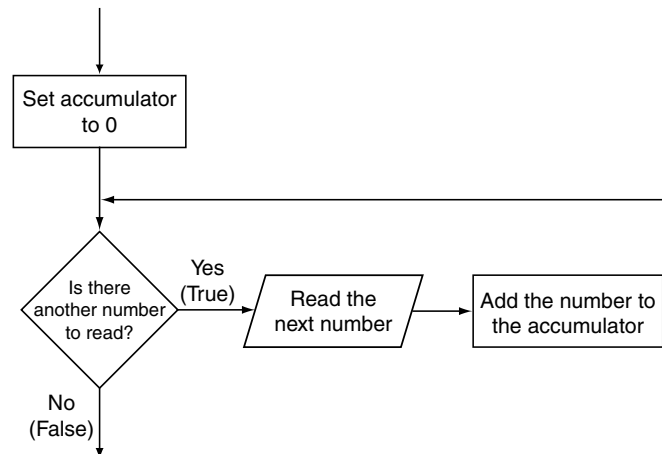 Set accumulator
to 0
Is there
another number
to read?
Yes
(True)
Read the
next number
Add the number to
the accumulator
No
(False)